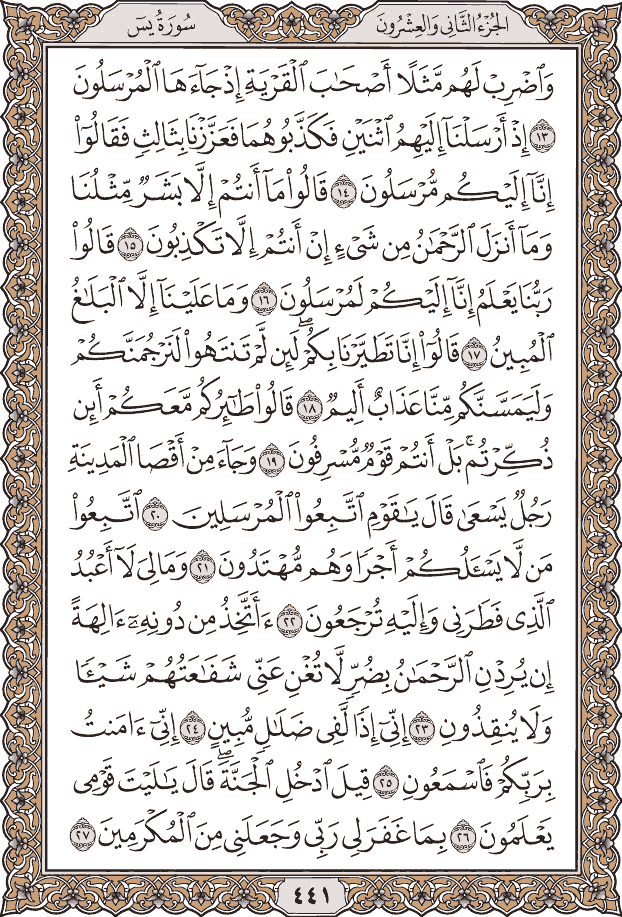 الجُزْءُ الثَّانِي وَالعِشْرُونَ
سُورَةُ يسٓ
وَٱضْرِبْ لَهُم مَّثَلًا أَصْحَٰبَ ٱلْقَرْيَةِ إِذْ جَآءَهَا ٱلْمُرْسَلُونَ
١٣ إِذْ أَرْسَلْنَآ إِلَيْهِمُ ٱثْنَيْنِ فَكَذَّبُوهُمَا فَعَزَّزْنَا بِثَالِثٍ فَقَالُوٓا۟
إِنَّآ إِلَيْكُم مُّرْسَلُونَ ١٤ قَالُوا۟ مَآ أَنتُمْ إِلَّا بَشَرٌ مِّثْلُنَا
وَمَآ أَنزَلَ ٱلرَّحْمَٰنُ مِن شَىْءٍ إِنْ أَنتُمْ إِلَّا تَكْذِبُونَ ١٥ قَالُوا۟
رَبُّنَا يَعْلَمُ إِنَّآ إِلَيْكُمْ لَمُرْسَلُونَ ١٦ وَمَا عَلَيْنَآ إِلَّا ٱلْبَلَٰغُ
ٱلْمُبِينُ ١٧ قَالُوٓا۟ إِنَّا تَطَيَّرْنَا بِكُمْ ۖ لَئِن لَّمْ تَنتَهُوا۟ لَنَرْجُمَنَّكُمْ
وَلَيَمَسَّنَّكُم مِّنَّا عَذَابٌ أَلِيمٌ ١٨ قَالُوا۟ طَٰٓئِرُكُم مَّعَكُمْ ۚ أَئِن
ذُكِّرْتُم ۚ بَلْ أَنتُمْ قَوْمٌ مُّسْرِفُونَ ١٩ وَجَآءَ مِنْ أَقْصَا ٱلْمَدِينَةِ
رَجُلٌ يَسْعَىٰ قَالَ يَٰقَوْمِ ٱتَّبِعُوا۟ ٱلْمُرْسَلِينَ ٢٠ ٱتَّبِعُوا۟
مَن لَّا يَسْـَٔلُكُمْ أَجْرًا وَهُم مُّهْتَدُونَ ٢١ وَمَا لِىَ لَآ أَعْبُدُ
ٱلَّذِى فَطَرَنِى وَإِلَيْهِ تُرْجَعُونَ ٢٢ ءَأَتَّخِذُ مِن دُونِهِۦٓ ءَالِهَةً
إِن يُرِدْنِ ٱلرَّحْمَٰنُ بِضُرٍّ لَّا تُغْنِ عَنِّى شَفَٰعَتُهُمْ شَيْـًٔا
وَلَا يُنقِذُونِ ٢٣ إِنِّىٓ إِذًا لَّفِى ضَلَٰلٍ مُّبِينٍ ٢٤ إِنِّىٓ ءَامَنتُ
بِرَبِّكُمْ فَٱسْمَعُونِ ٢٥ قِيلَ ٱدْخُلِ ٱلْجَنَّةَ ۖ قَالَ يَٰلَيْتَ قَوْمِى
يَعْلَمُونَ ٢٦ بِمَا غَفَرَ لِى رَبِّى وَجَعَلَنِى مِنَ ٱلْمُكْرَمِينَ ٢٧
٤٤١